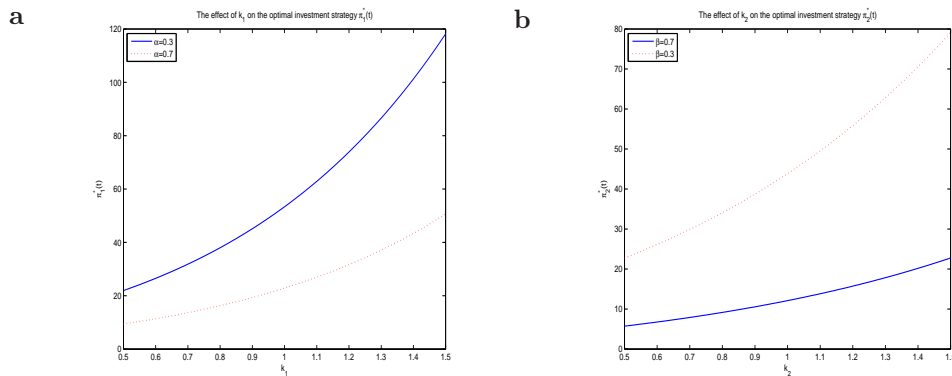 a
The effect of k₁ on the optimal investment strategy π₁*(t)
α=0.3
α=0.7
120
100
80
60
40
20
0
π₁*(t)
0.5 0.6 0.7 0.8 0.9 1 1.1 1.2 1.3 1.4 1.5
k₁
b
The effect of k₂ on the optimal investment strategy π₂*(t)
β=0.7
β=0.3
80
70
60
50
40
30
20
10
0
π₂*(t)
0.5 0.6 0.7 0.8 0.9 1 1.1 1.2 1.3 1.4 1.5
k₂